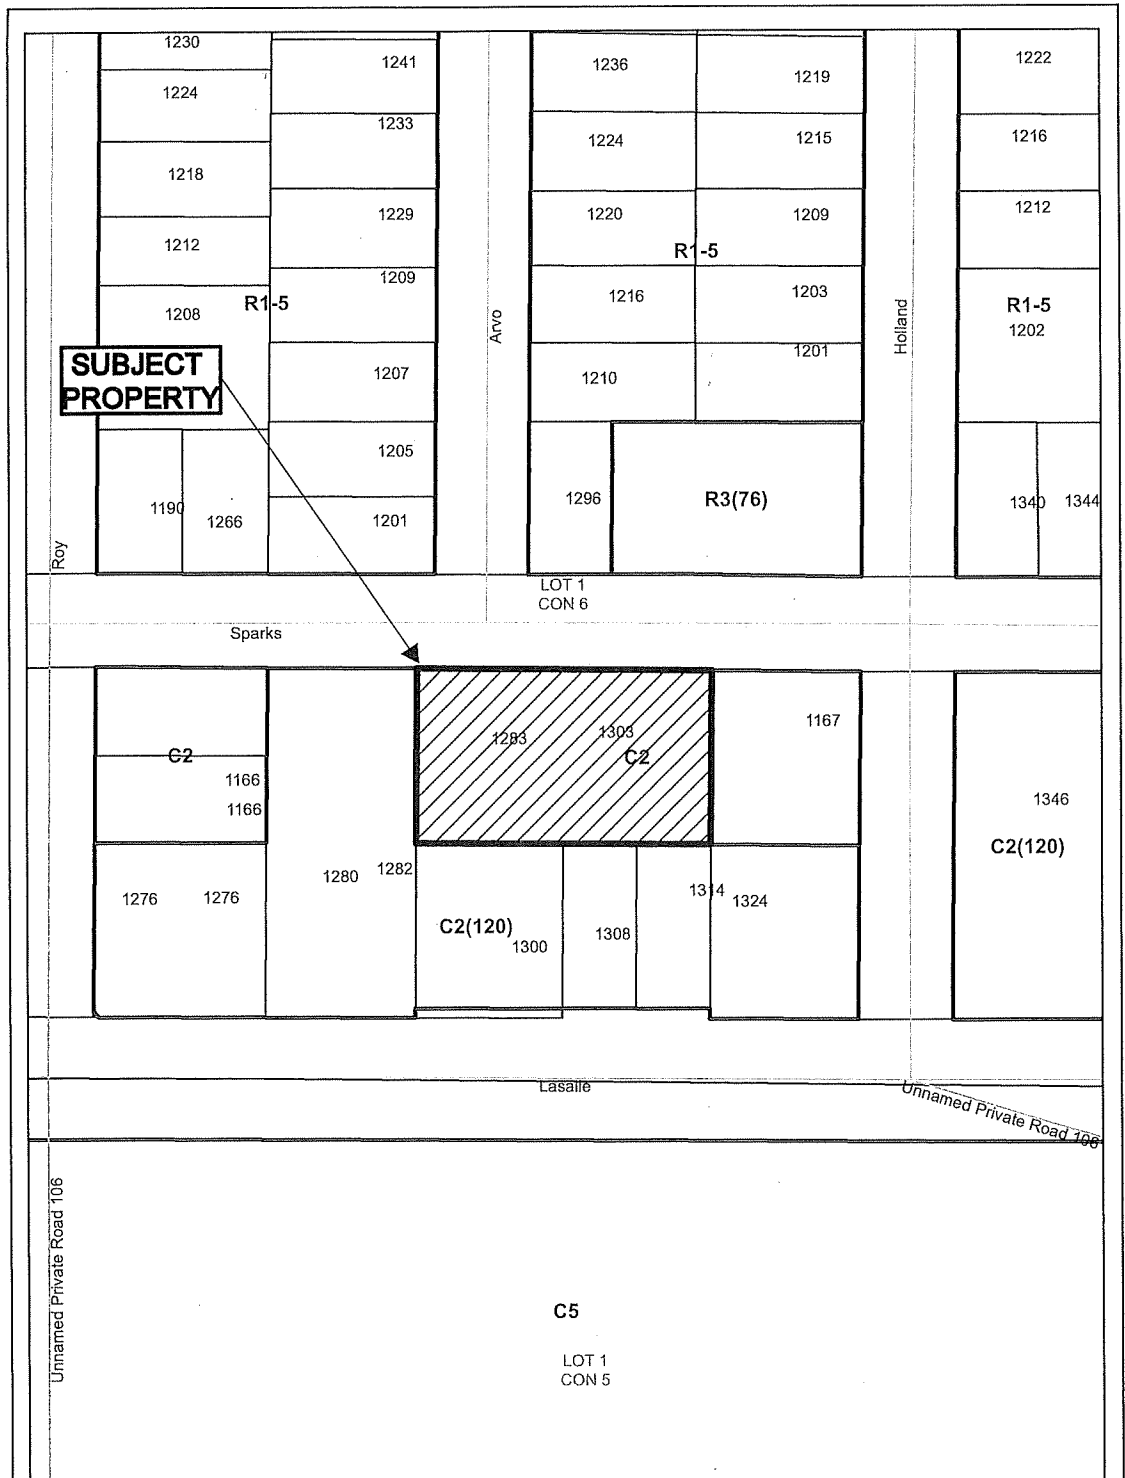 1230
1241
1236
1219
1222
1224
1233
1224
1215
1216
1218
1229
1220
1209
1212
1212
1209
R1-5
1208
R1-5
1216
1203
R1-5
1202
Arvo
Holland
SUBJECT
PROPERTY
1207
1210
1201
1205
1190
1266
1201
1296
R3(76)
1340
1344
Roy
LOT 1
CON 6
Sparks
C2
1166
1166
1283
1303
C2
1167
1346
C2(120)
1276
1276
1280
1282
C2(120)
1300
1308
1314
1324
Lasalle
Unnamed Private Road 106
Unnamed Private Road 106
C5
LOT 1
CON 5